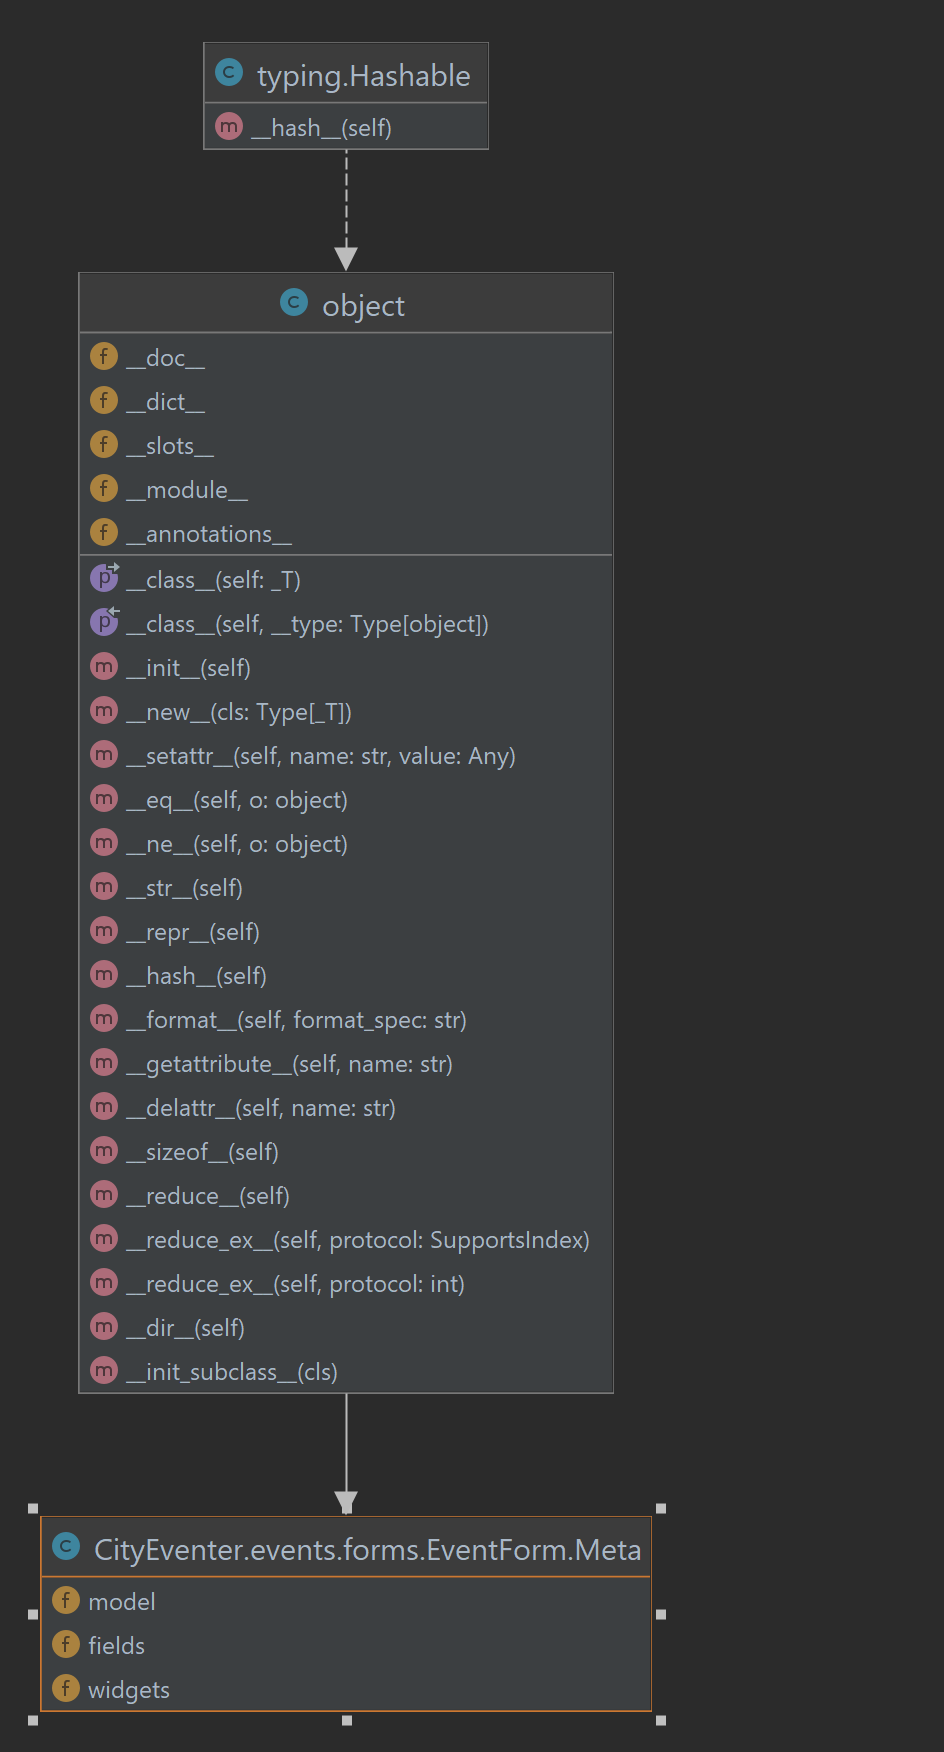 C typing.Hashable
m __hash__(self)
C object
f __doc__
f __dict__
f __slots__
f __module__
f __annotations__
p __class__(self: _T)
p __class__(self, __type: Type[object])
m __init__(self)
m __new__(cls: Type[_T])
m __setattr__(self, name: str, value: Any)
m __eq__(self, o: object)
m __ne__(self, o: object)
m __str__(self)
m __repr__(self)
m __hash__(self)
m __format__(self, format_spec: str)
m __getattribute__(self, name: str)
m __delattr__(self, name: str)
m __sizeof__(self)
m __reduce__(self)
m __reduce_ex__(self, protocol: SupportsIndex)
m __reduce_ex__(self, protocol: int)
m __dir__(self)
m __init_subclass__(cls)
C CityEventer.events.forms.EventForm.Meta
f model
f fields
f widgets